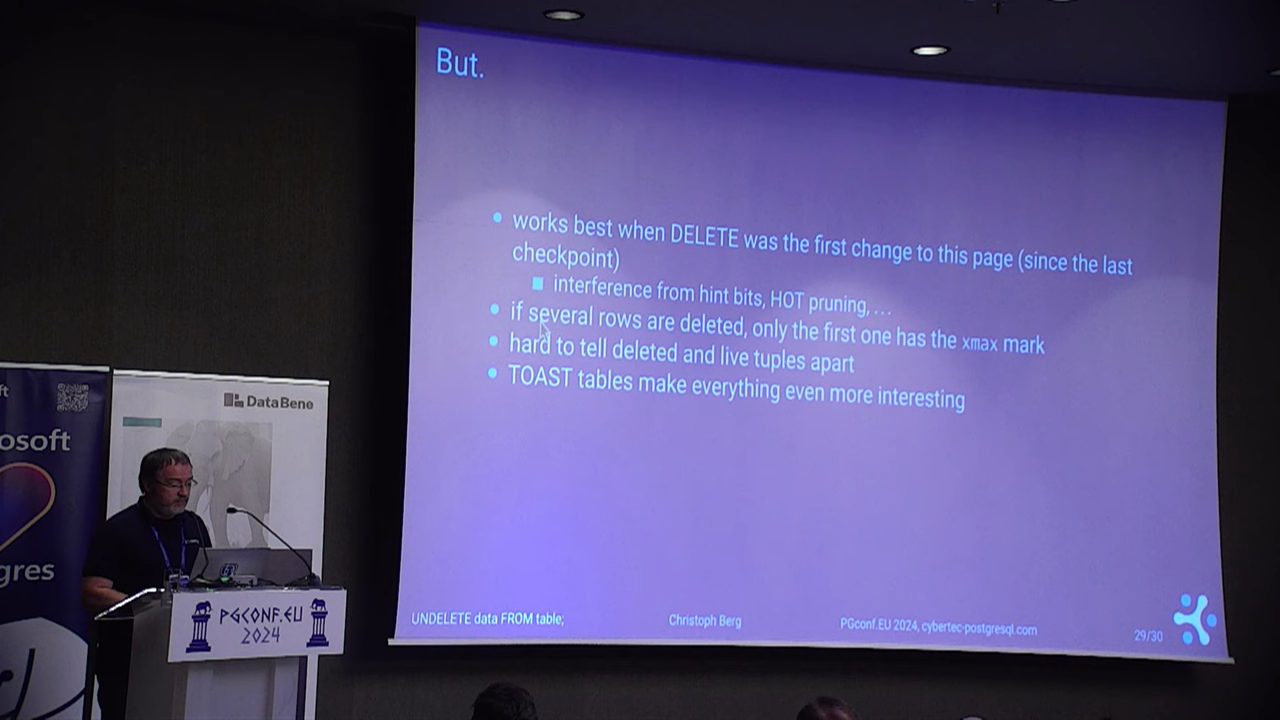 But.
works best when DELETE was the first change to this page (since the last
checkpoint)
interference from hint bits, HOT pruning, ...
if several rows are deleted, only the first one has the xmax mark
hard to tell deleted and live tuples apart
TOAST tables make everything even more interesting
UNDELETE data FROM table;
Christoph Berg
PGconf.EU 2024, cybertec-postgresql.com
29/30
ft
osoft
gres
DataBene
PGCONF.EU
2024